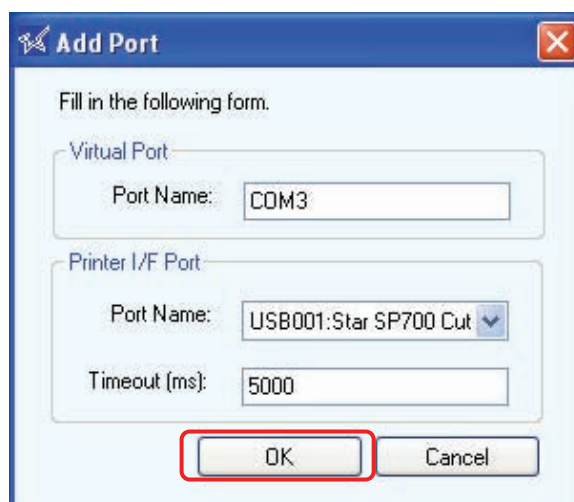 Add Port
Fill in the following form.
Virtual Port
Port Name: COM3
Printer I/F Port
Port Name: USB001:Star SP700 Cut
Timeout (ms): 5000
OK Cancel